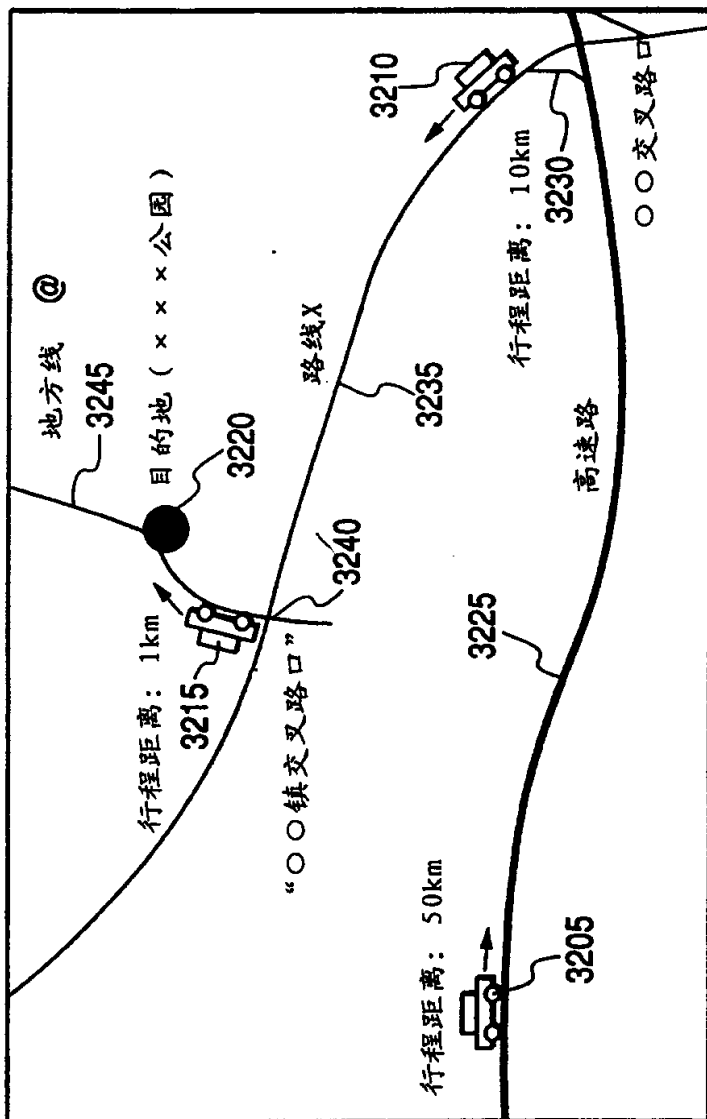 地方线 @
3245
目的地（×××公园）
3220
行程距离: 1km
3215
3240
“○○镇交叉路口”
路线X
3235
3210
行程距离: 10km
3230
○○交叉路口
高速路
3225
行程距离: 50km
3205